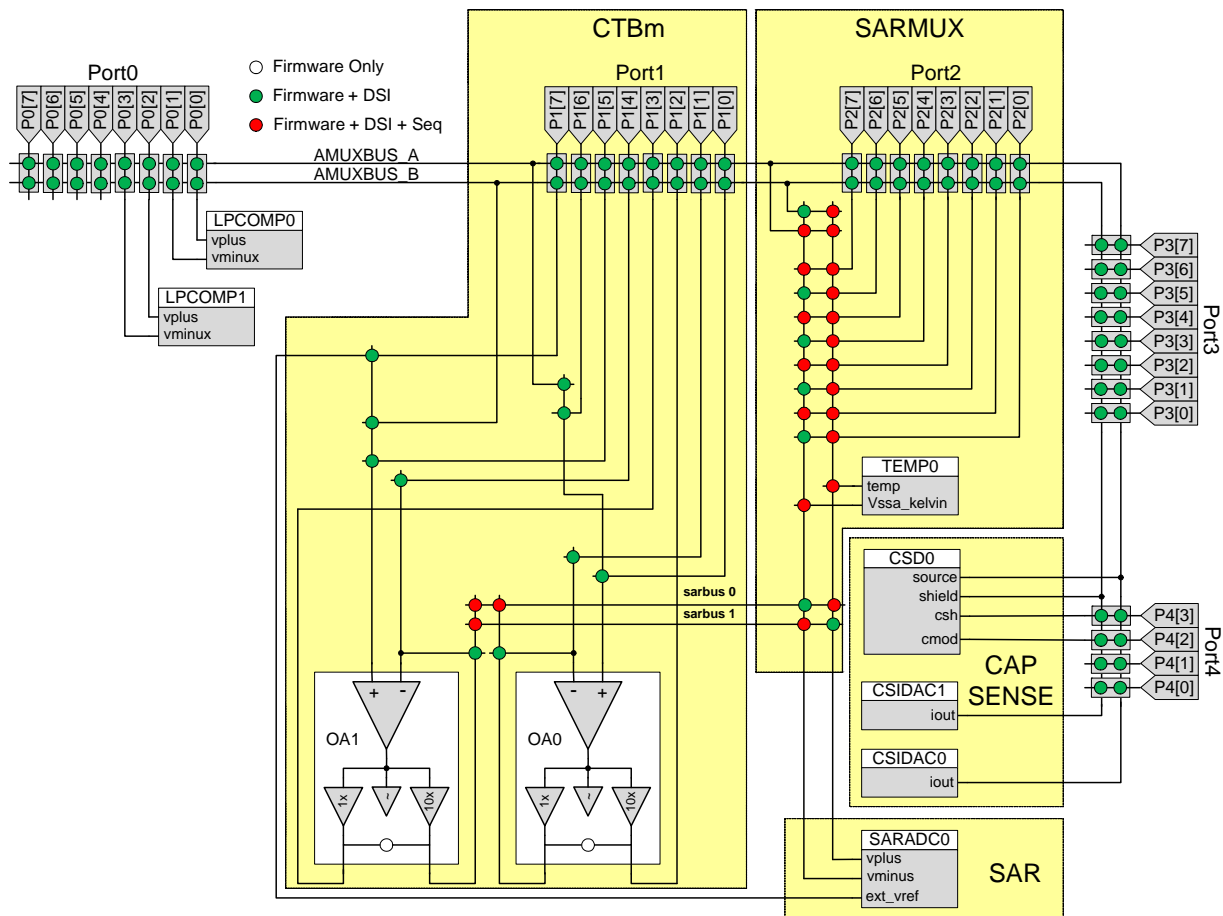 CTBm
SARMUX
Firmware Only
Firmware + DSI
Firmware + DSI + Seq
Port0
Port1
Port2
P0[7]
P0[6]
P0[5]
P0[4]
P0[3]
P0[2]
P0[1]
P0[0]
P1[7]
P1[6]
P1[5]
P1[4]
P1[3]
P1[2]
P1[1]
P1[0]
P2[7]
P2[6]
P2[5]
P2[4]
P2[3]
P2[2]
P2[1]
P2[0]
AMUXBUS_A
AMUXBUS_B
LPCOMP0
vplus
vminux
LPCOMP1
vplus
vminux
P3[7]
P3[6]
P3[5]
P3[4]
P3[3]
P3[2]
P3[1]
P3[0]
Port3
TEMP0
temp
Vssa_kelvin
CSD0
source
shield
csh
cmod
sarbus 0
sarbus 1
P4[3]
P4[2]
P4[1]
P4[0]
Port4
CAP
SENSE
CSIDAC1
iout
CSIDAC0
iout
+
-
OA1
1x
~
10x
-
+
OA0
1x
~
10x
SARADC0
vplus
vminus
ext_vref
SAR